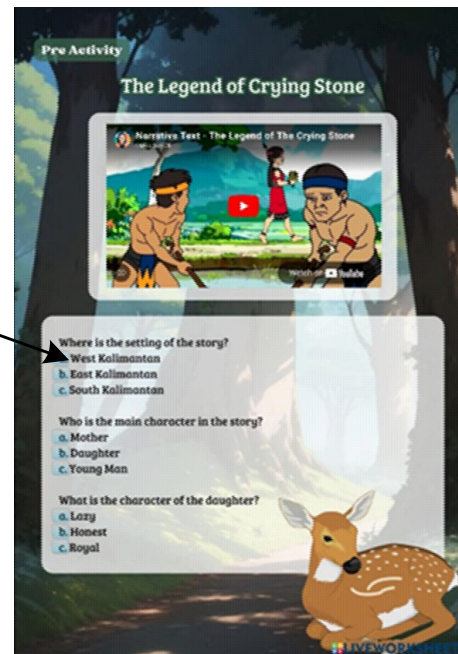 Pre Activity
The Legend of Crying Stone
Narrative Text - The Legend of The Crying Stone
Watch on YouTube
Where is the setting of the story?
West Kalimantan
b. East Kalimantan
c. South Kalimantan
Who is the main character in the story?
a. Mother
b. Daughter
c. Young Man
What is the character of the daughter?
a. Lazy
b. Honest
c. Royal
LIVEWORKSHEETS